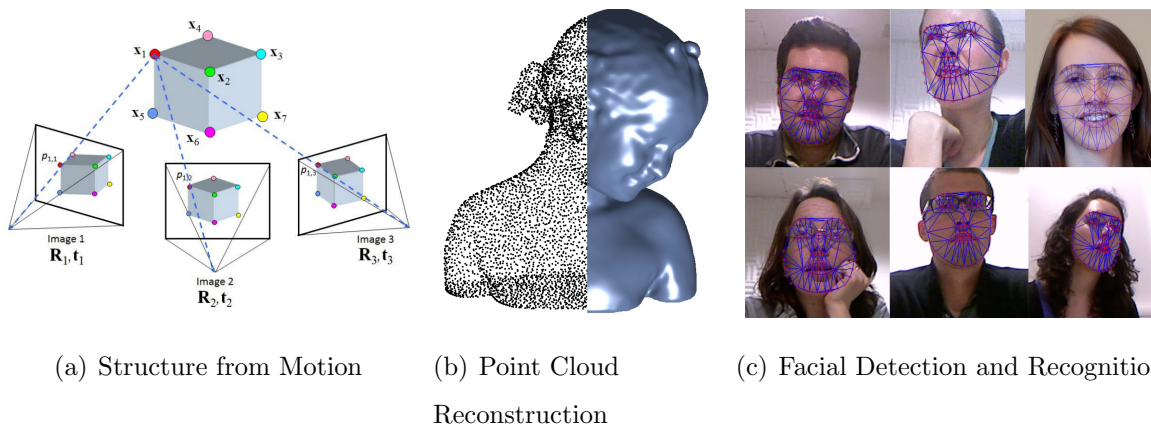 x₄
x₁
x₃
x₂
x₅
x₇
x₆
p₁,₁
p₁,₂
p₁,₃
Image 1
R₁, t₁
Image 3
R₃, t₃
Image 2
R₂, t₂
(a) Structure from Motion
(b) Point Cloud
Reconstruction
(c) Facial Detection and Recognitio